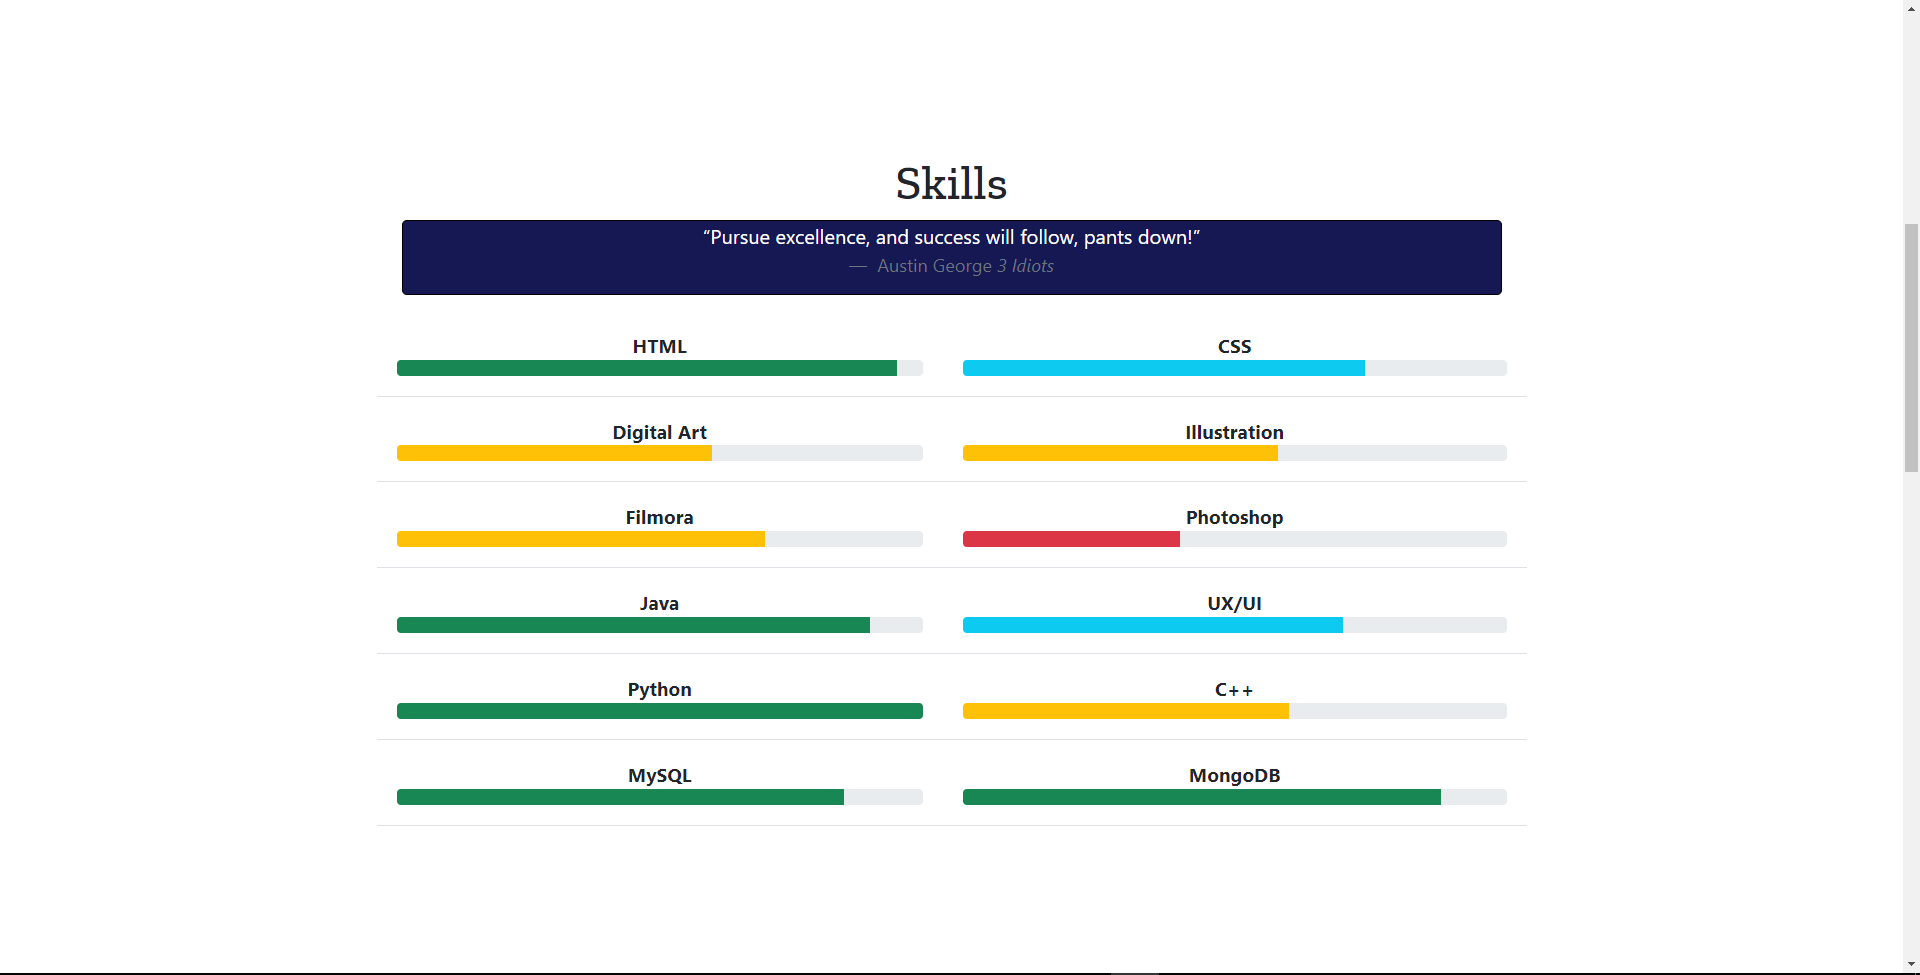 Skills
“Pursue excellence, and success will follow, pants down!”
— Austin George 3 Idiots
HTML
CSS
Digital Art
Illustration
Filmora
Photoshop
Java
UX/UI
Python
C++
MySQL
MongoDB